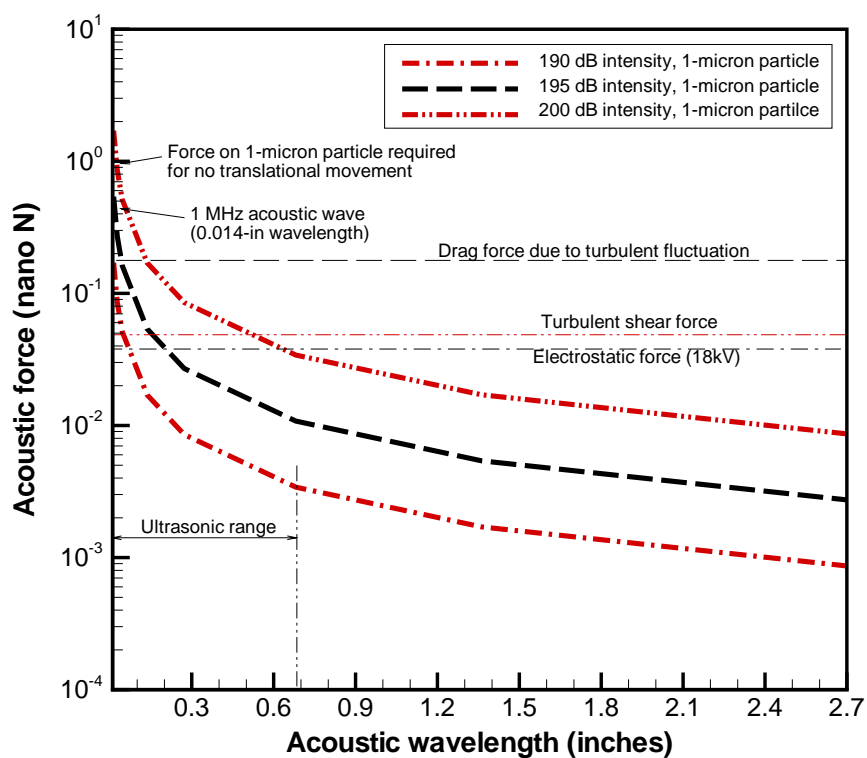 10^1
190 dB intensity, 1-micron particle
195 dB intensity, 1-micron particle
200 dB intensity, 1-micron partilce
10^0
Force on 1-micron particle required
for no translational movement
1 MHz acoustic wave
(0.014-in wavelength)
Drag force due to turbulent fluctuation
10^-1
Turbulent shear force
Electrostatic force (18kV)
10^-2
Ultrasonic range
10^-3
10^-4
Acoustic force (nano N)
0.3 0.6 0.9 1.2 1.5 1.8 2.1 2.4 2.7
Acoustic wavelength (inches)